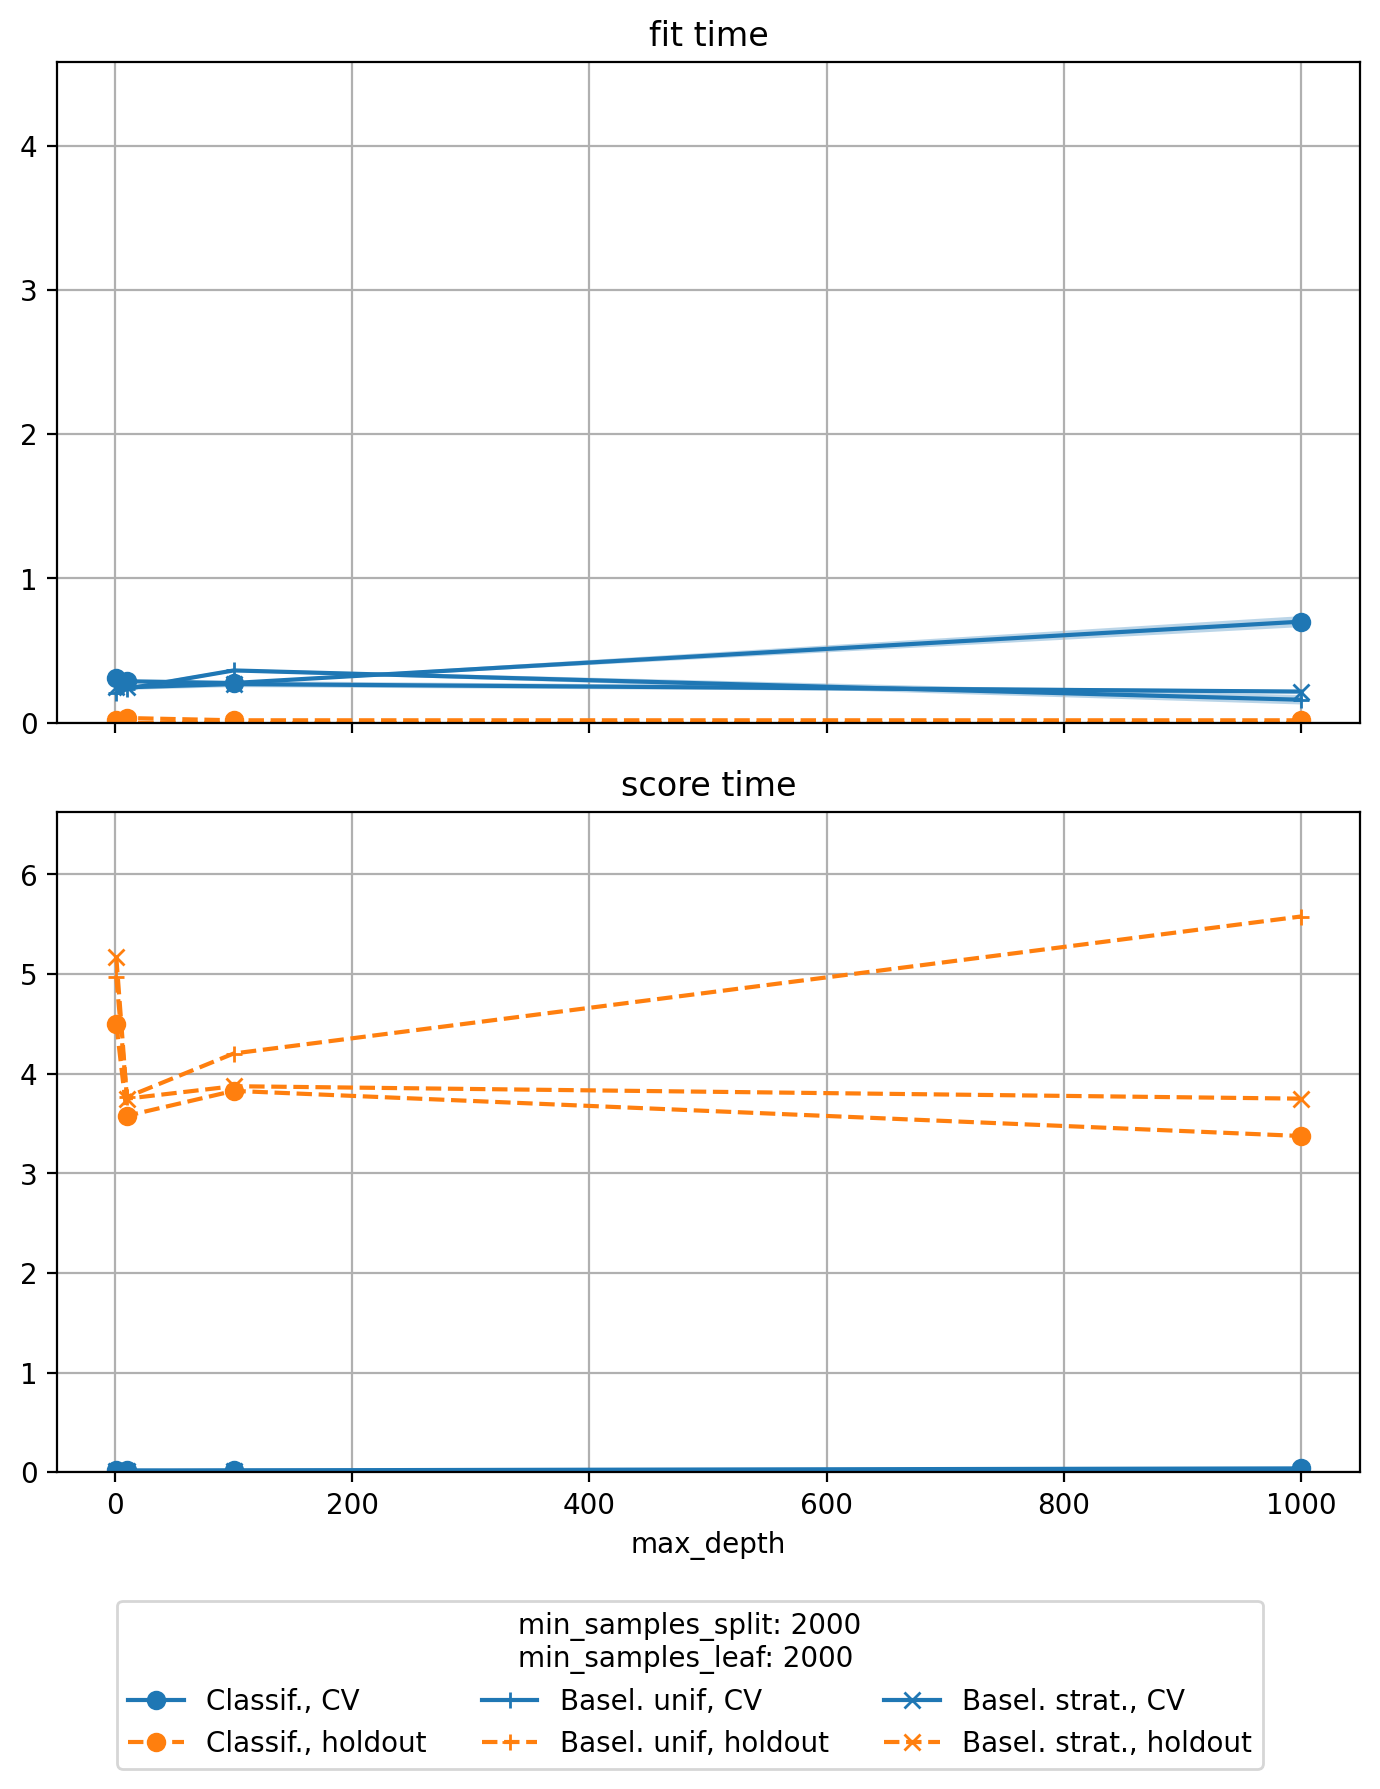 fit time
4
3
2
1
0
score time
6
5
4
3
2
1
0
0 200 400 600 800 1000
max_depth
min_samples_split: 2000
min_samples_leaf: 2000
Classif., CV Basel. unif, CV Basel. strat., CV
Classif., holdout Basel. unif, holdout Basel. strat., holdout